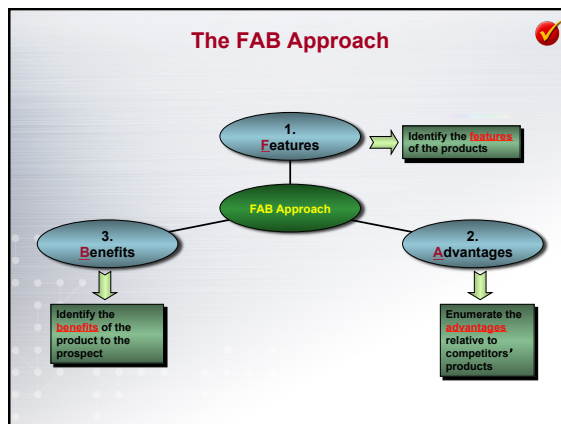 The FAB Approach
1.
Features
Identify the features
of the products
FAB Approach
3.
Benefits
2.
Advantages
Identify the
benefits of the
product to the
prospect
Enumerate the
advantages
relative to
competitors’
products